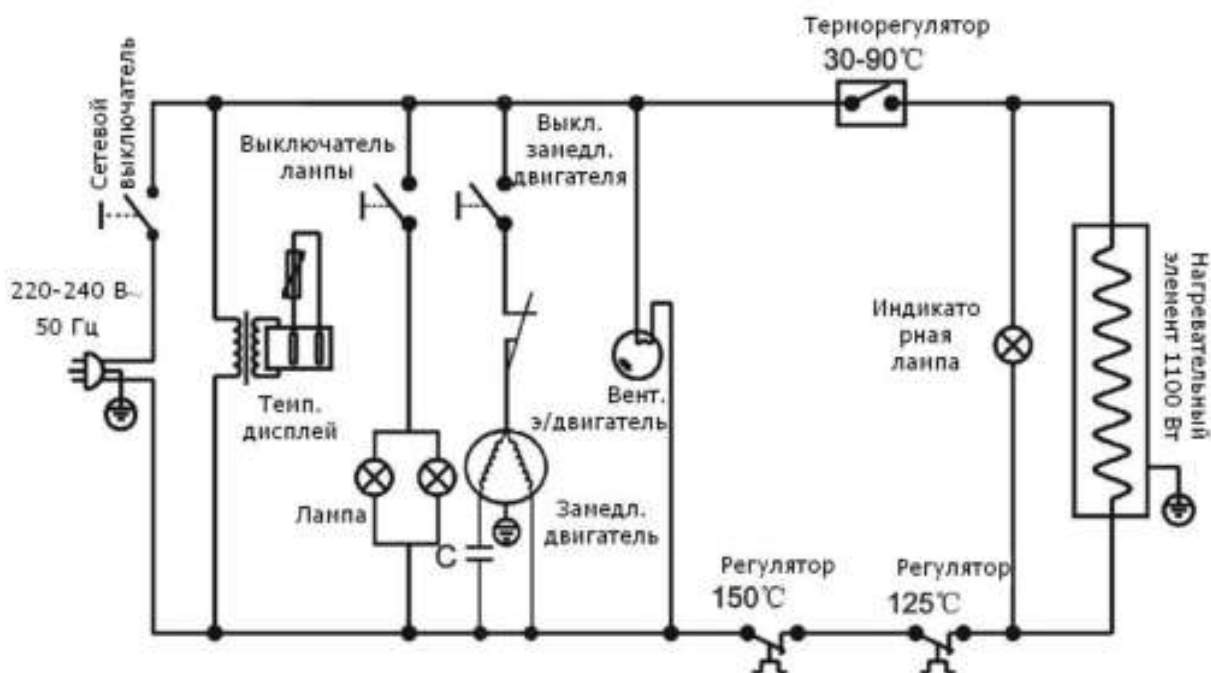 Терморегулятор
30-90℃
Сетевой
выключатель
Выключатель
лампы
Выкл.
замедл.
двигателя
220-240 В~
50 Гц
Темп.
дисплей
Вент.
э/двигатель
Индикато
рная
лампа
Нагревательный
элемент 1100 Вт
Лампа
Замедл.
двигатель
C
Регулятор
150℃
Регулятор
125℃